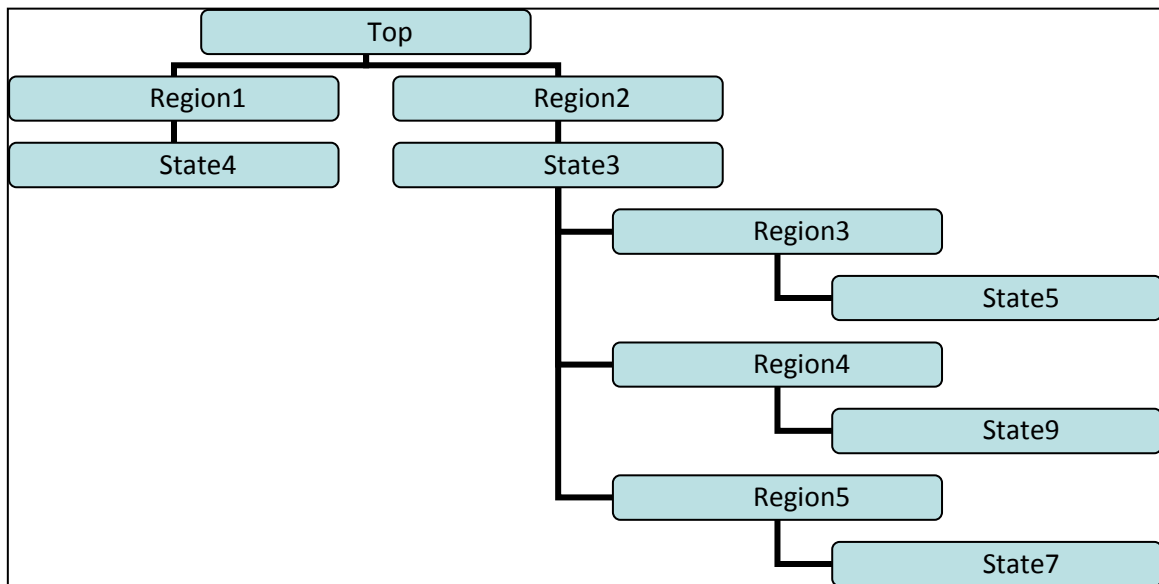 Top
Region1
Region2
State4
State3
Region3
State5
Region4
State9
Region5
State7